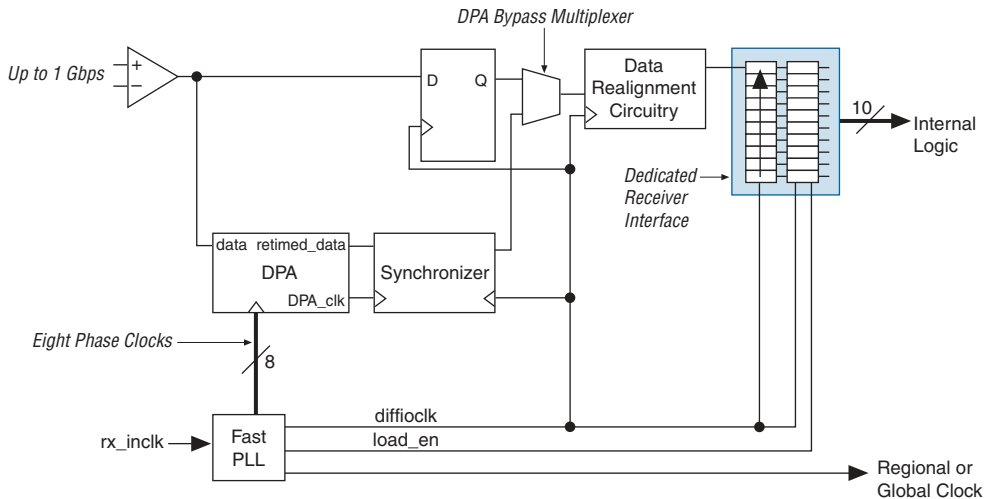 DPA Bypass Multiplexer
Up to 1 Gbps
+
–
D
Q
Data
Realignment
Circuitry
10
Internal
Logic
Dedicated
Receiver
Interface
data
retimed_data
DPA
DPA_clk
Synchronizer
Eight Phase Clocks
8
rx_inclk
Fast
PLL
diffioclk
load_en
Regional or
Global Clock